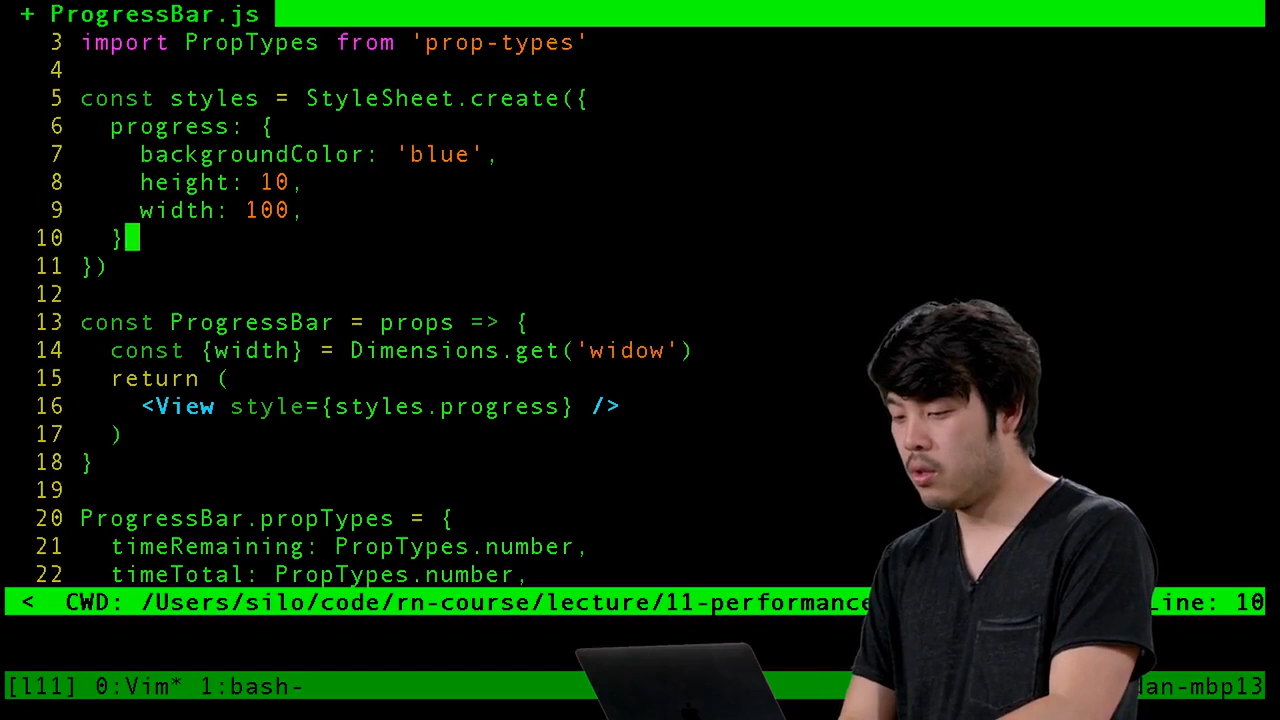 + ProgressBar.js
3 import PropTypes from 'prop-types'
4
5 const styles = StyleSheet.create({
6   progress: {
7     backgroundColor: 'blue',
8     height: 10,
9     width: 100,
10   }
11 })
12
13 const ProgressBar = props => {
14   const {width} = Dimensions.get('widow')
15   return (
16     <View style={styles.progress} />
17   )
18 }
19
20 ProgressBar.propTypes = {
21   timeRemaining: PropTypes.number,
22   timeTotal: PropTypes.number,
< CWD: /Users/silo/code/rn-course/lecture/11-performance Line: 10
[l11] 0:Vim* 1:bash-